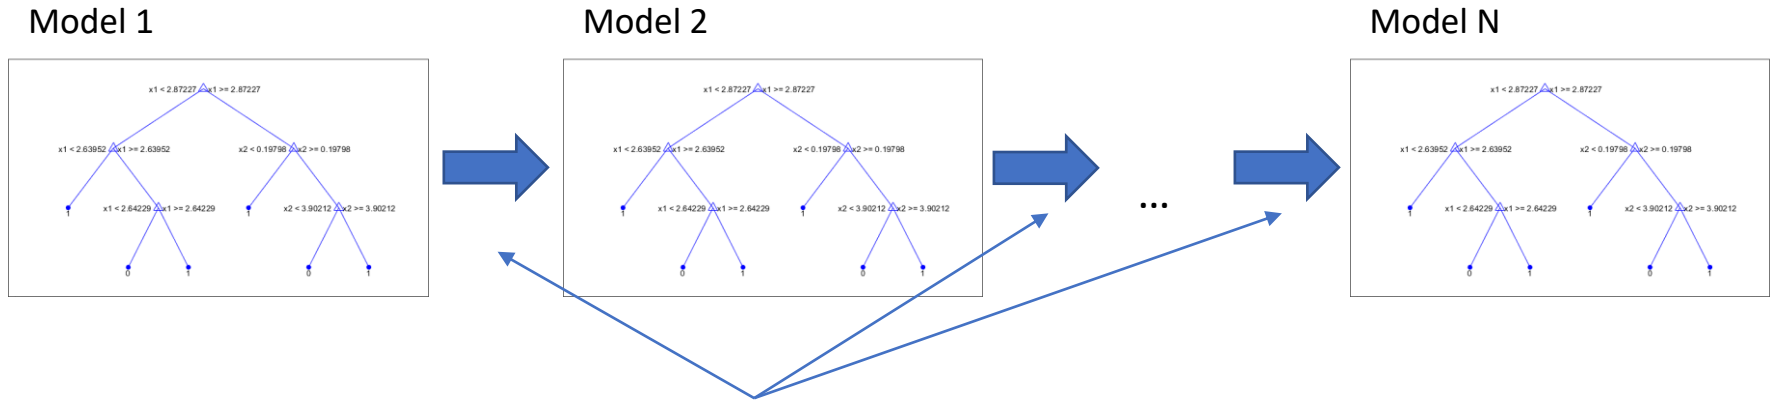 Model 1
Model 2
Model N
x1 < 2.87227 x1 >= 2.87227
x1 < 2.63952 x1 >= 2.63952
x2 < 0.19798 x2 >= 0.19798
1
x1 < 2.64229 x1 >= 2.64229
1
x2 < 3.90212 x2 >= 3.90212
0
1
0
1
x1 < 2.87227 x1 >= 2.87227
x1 < 2.63952 x1 >= 2.63952
x2 < 0.19798 x2 >= 0.19798
1
x1 < 2.64229 x1 >= 2.64229
1
x2 < 3.90212 x2 >= 3.90212
0
1
0
1
...
x1 < 2.87227 x1 >= 2.87227
x1 < 2.63952 x1 >= 2.63952
x2 < 0.19798 x2 >= 0.19798
1
x1 < 2.64229 x1 >= 2.64229
1
x2 < 3.90212 x2 >= 3.90212
0
1
0
1